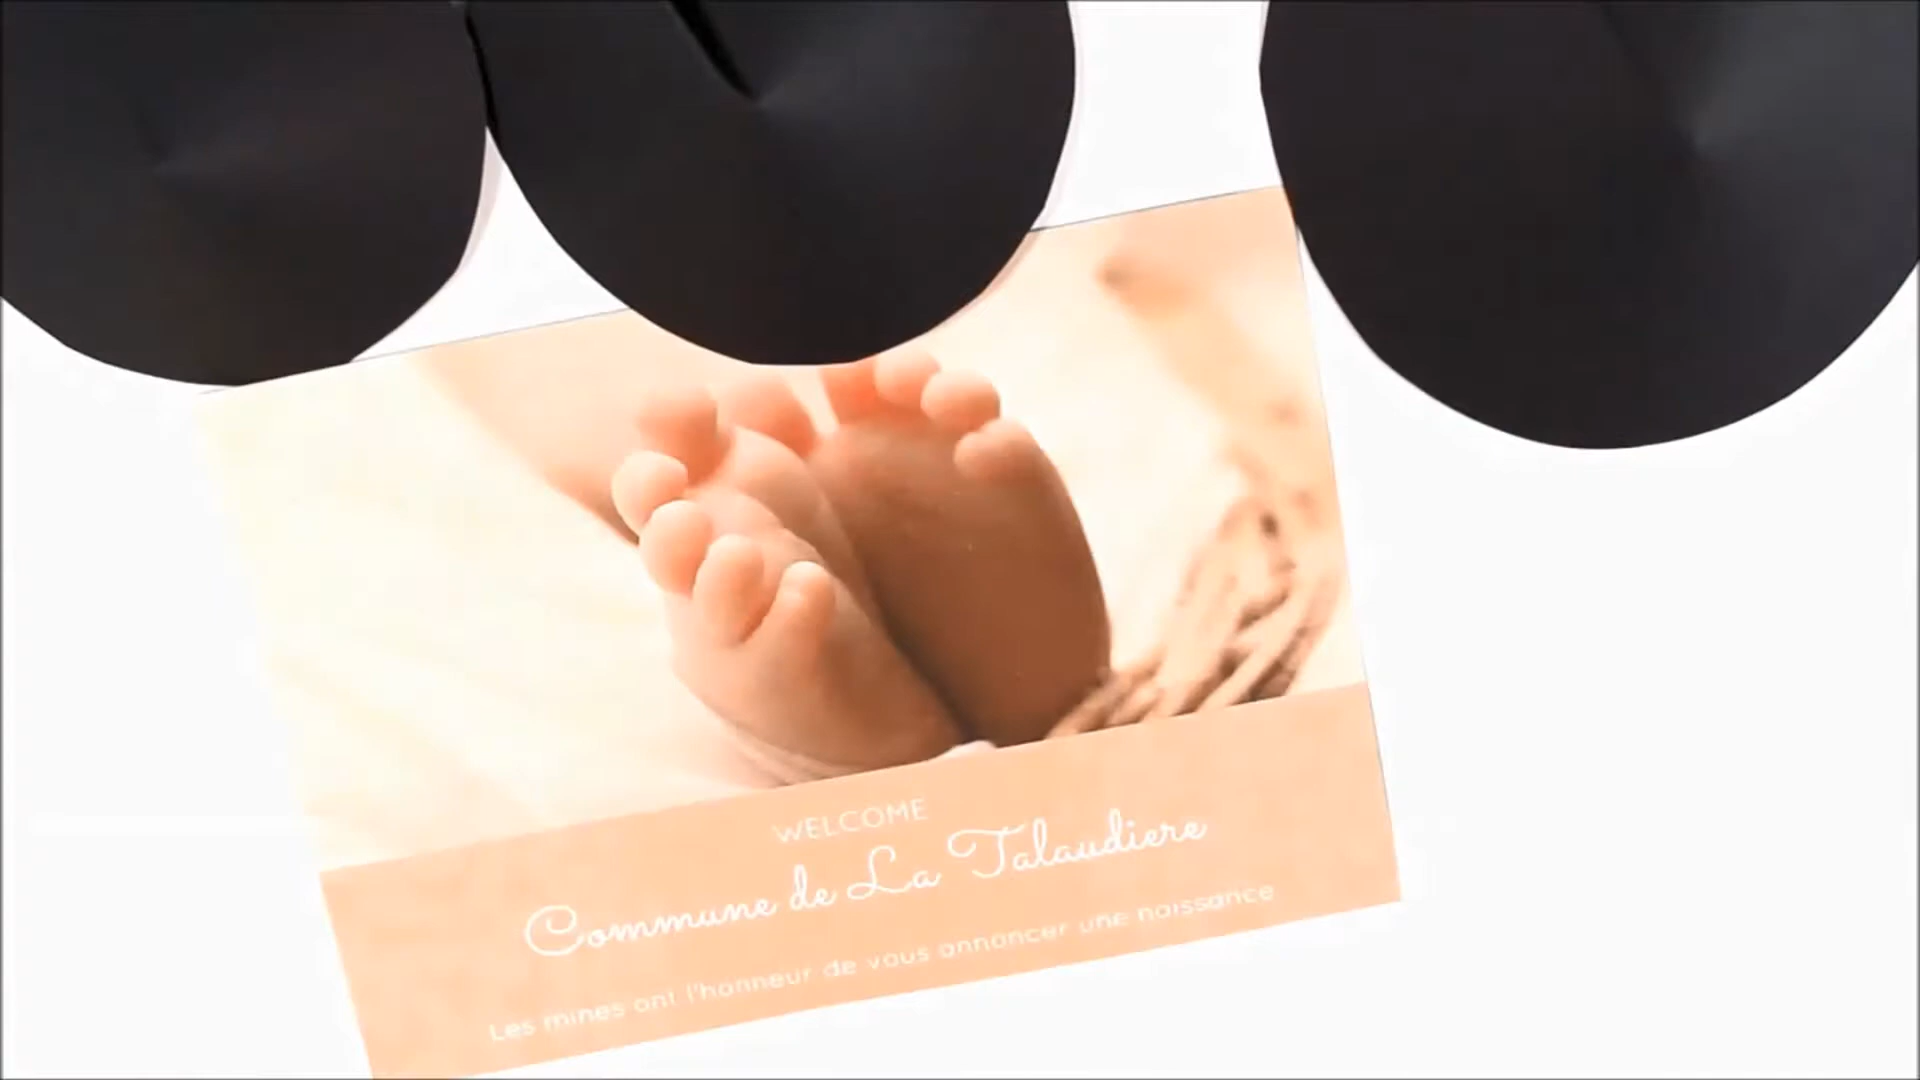 WELCOME
Commune de La Talaudiere
Les mines ont l'honneur de vous annoncer une naissance